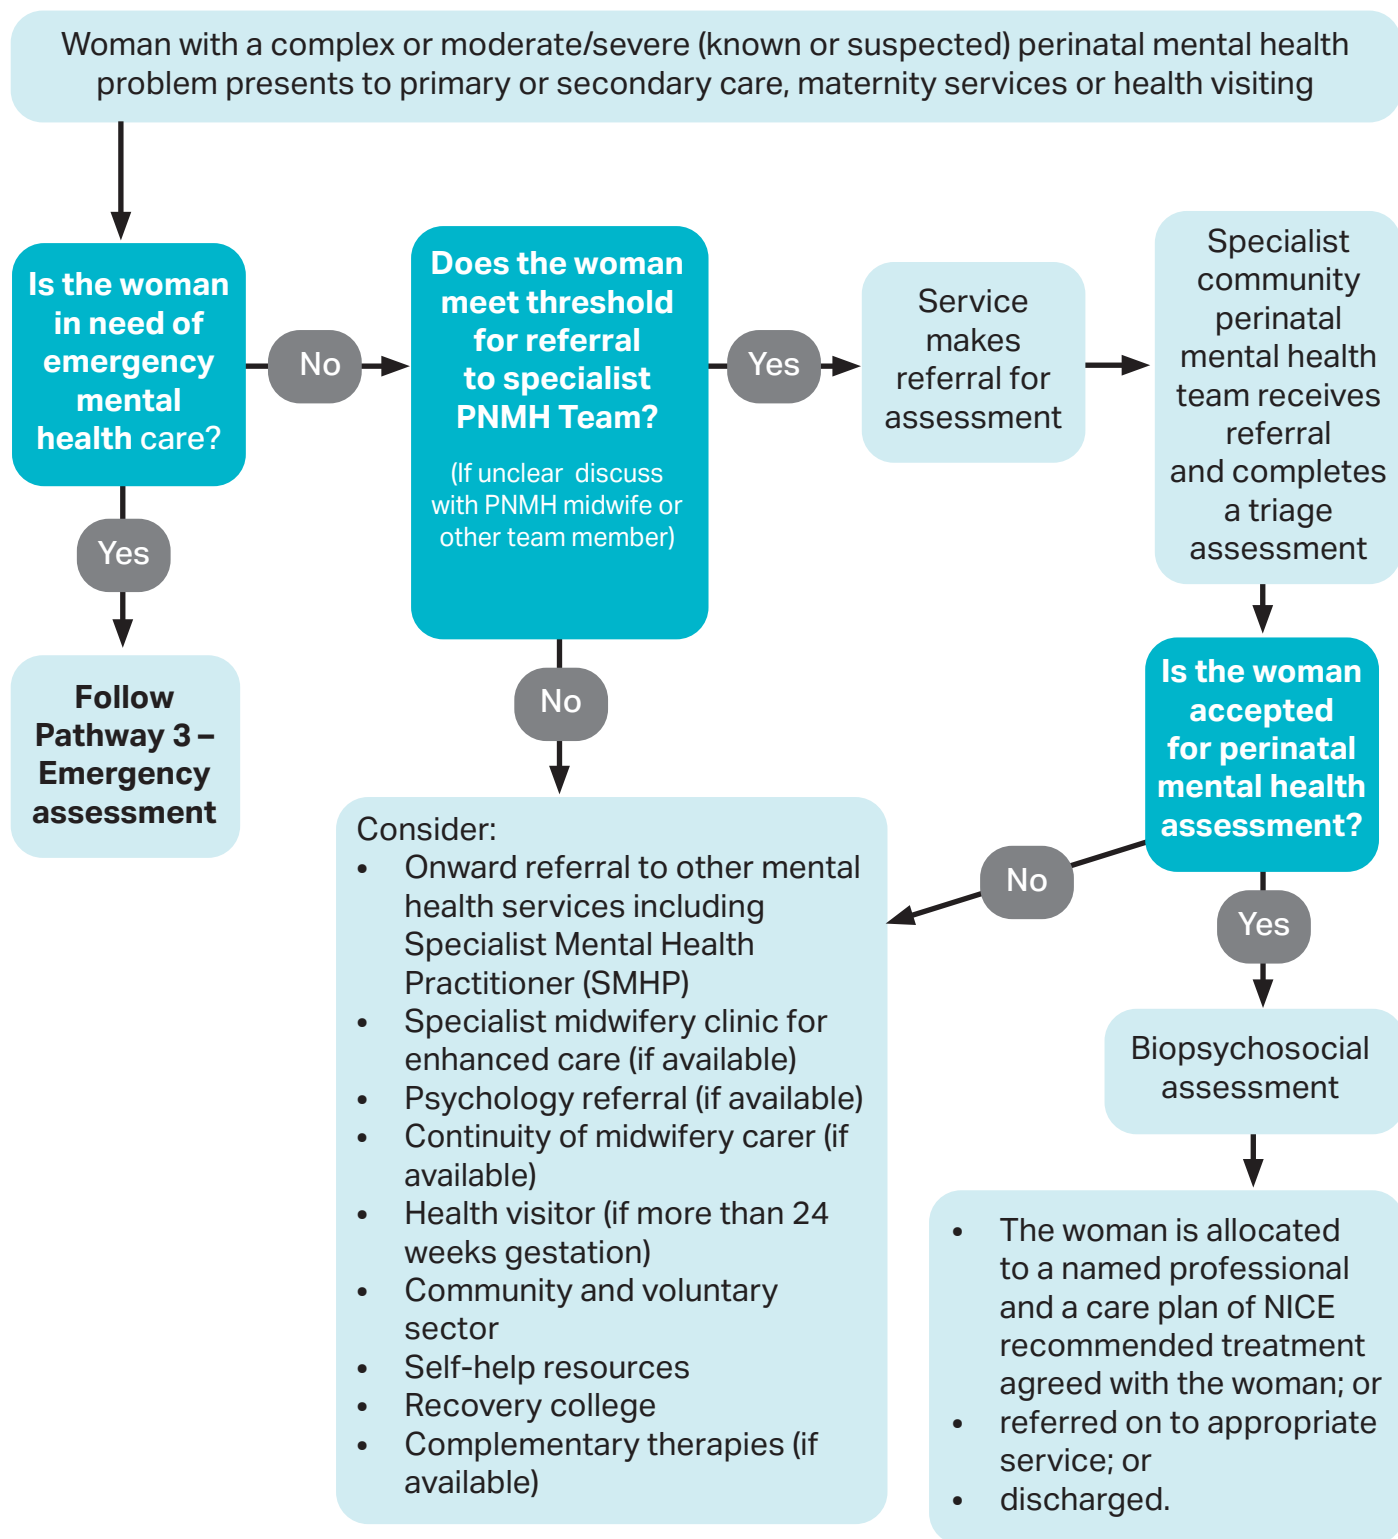 Woman with a complex or moderate/severe (known or suspected) perinatal mental health
problem presents to primary or secondary care, maternity services or health visiting
Is the woman
in need of
emergency
mental
health care?
No
Does the woman
meet threshold
for referral
to specialist
PNMH Team?
(If unclear discuss
with PNMH midwife or
other team member)
Yes
Service
makes
referral for
assessment
Specialist
community
perinatal
mental health
team receives
referral
and completes
a triage
assessment
Yes
Follow
Pathway 3 –
Emergency
assessment
No
Is the woman
accepted
for perinatal
mental health
assessment?
No
Yes
Consider:
• Onward referral to other mental
health services including
Specialist Mental Health
Practitioner (SMHP)
• Specialist midwifery clinic for
enhanced care (if available)
• Psychology referral (if available)
• Continuity of midwifery carer (if
available)
• Health visitor (if more than 24
weeks gestation)
• Community and voluntary
sector
• Self-help resources
• Recovery college
• Complementary therapies (if
available)
Biopsychosocial
assessment
• The woman is allocated
to a named professional
and a care plan of NICE
recommended treatment
agreed with the woman; or
• referred on to appropriate
service; or
• discharged.